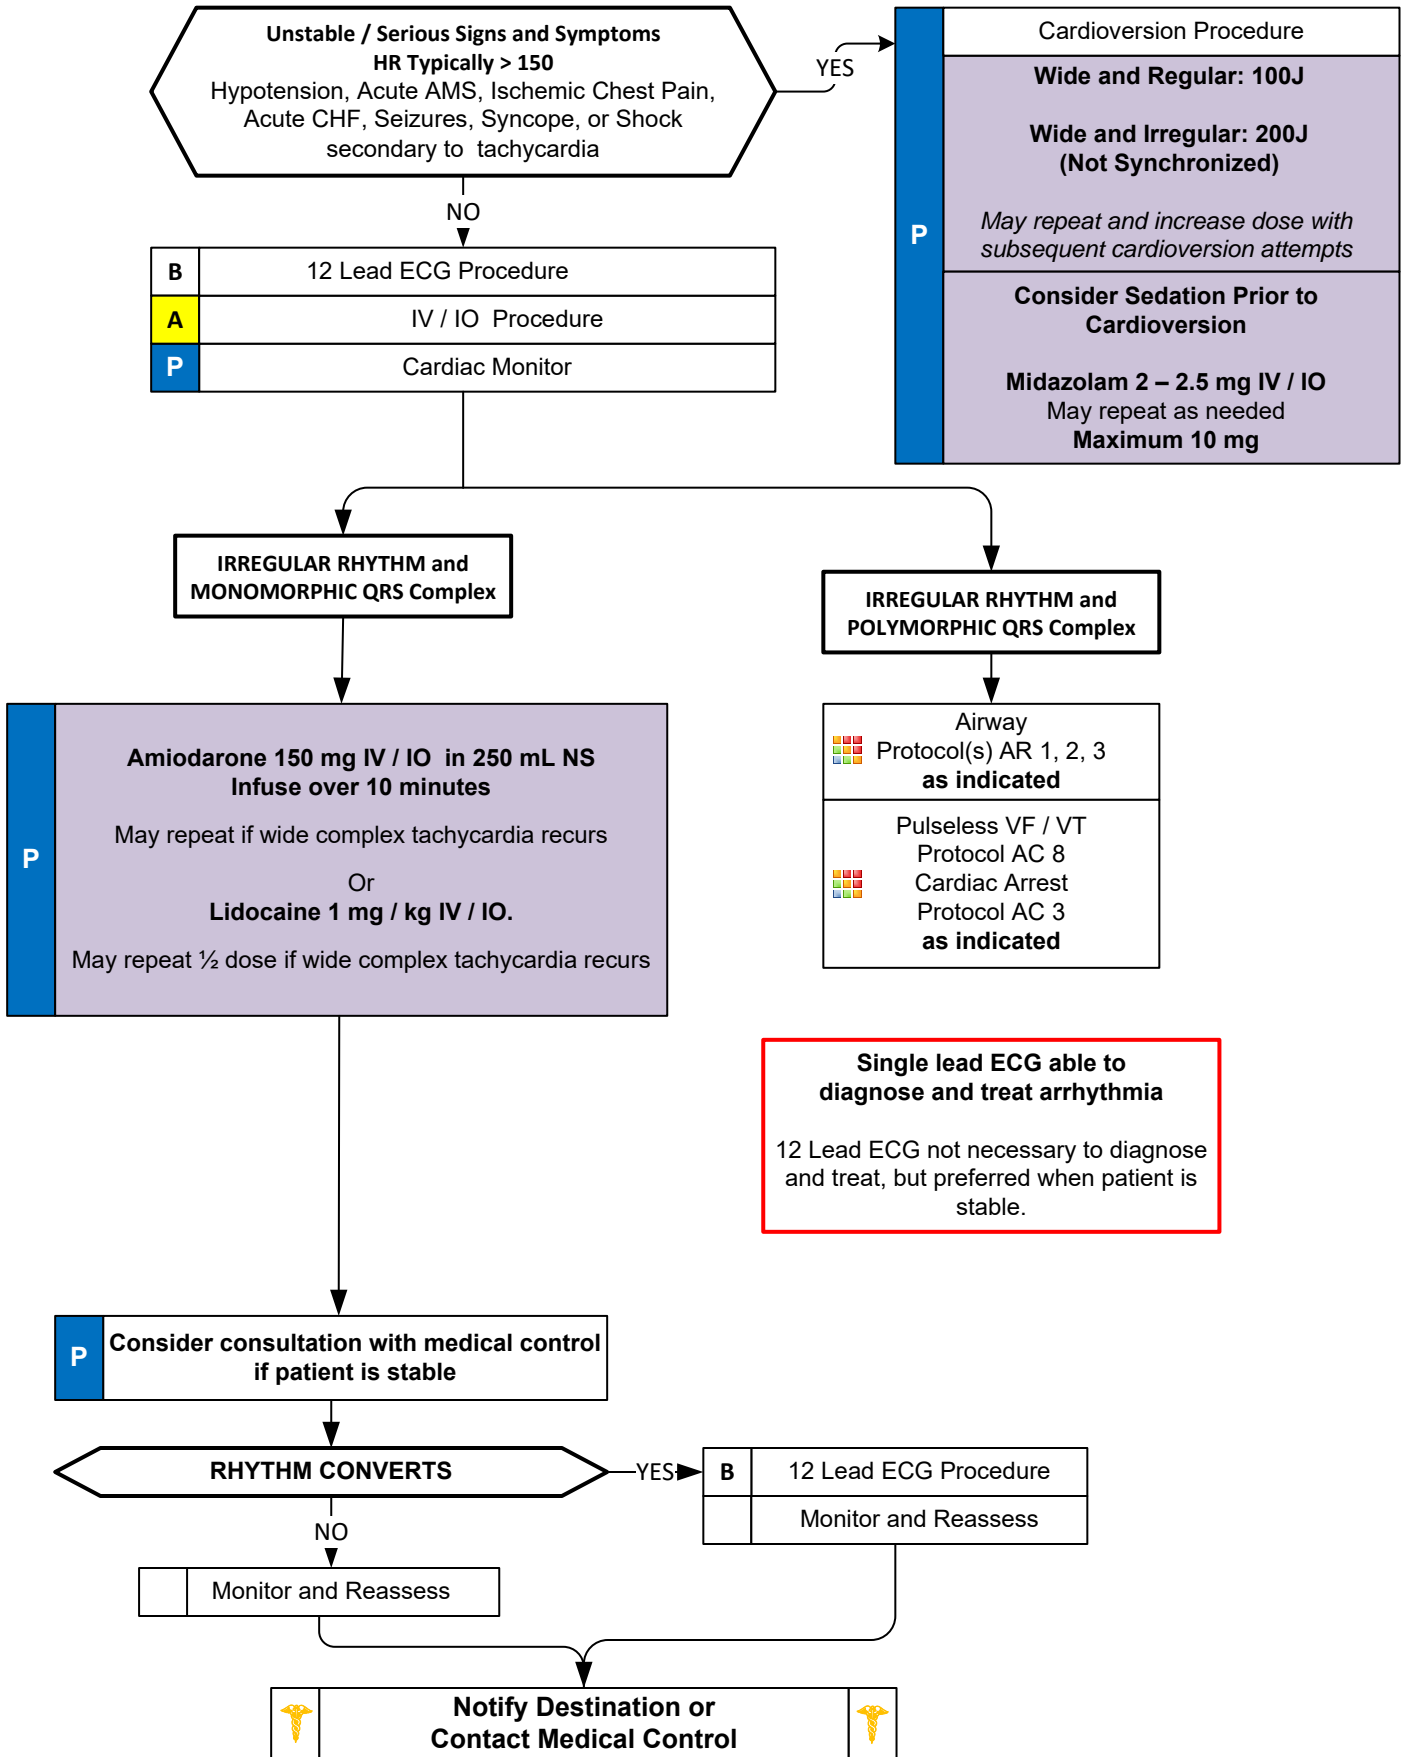 Unstable / Serious Signs and Symptoms
HR Typically > 150
Hypotension, Acute AMS, Ischemic Chest Pain,
Acute CHF, Seizures, Syncope, or Shock
secondary to tachycardia
YES
P
Cardioversion Procedure
Wide and Regular: 100J
Wide and Irregular: 200J
(Not Synchronized)
May repeat and increase dose with
subsequent cardioversion attempts
Consider Sedation Prior to
Cardioversion
Midazolam 2 – 2.5 mg IV / IO
May repeat as needed
Maximum 10 mg
NO
B 12 Lead ECG Procedure
A IV / IO Procedure
P Cardiac Monitor
IRREGULAR RHYTHM and
MONOMORPHIC QRS Complex
IRREGULAR RHYTHM and
POLYMORPHIC QRS Complex
P
Amiodarone 150 mg IV / IO in 250 mL NS
Infuse over 10 minutes
May repeat if wide complex tachycardia recurs
Or
Lidocaine 1 mg / kg IV / IO.
May repeat ½ dose if wide complex tachycardia recurs
Airway
Protocol(s) AR 1, 2, 3
as indicated
Pulseless VF / VT
Protocol AC 8
Cardiac Arrest
Protocol AC 3
as indicated
Single lead ECG able to
diagnose and treat arrhythmia
12 Lead ECG not necessary to diagnose
and treat, but preferred when patient is
stable.
P
Consider consultation with medical control
if patient is stable
RHYTHM CONVERTS
YES
B 12 Lead ECG Procedure
Monitor and Reassess
NO
Monitor and Reassess
Notify Destination or
Contact Medical Control